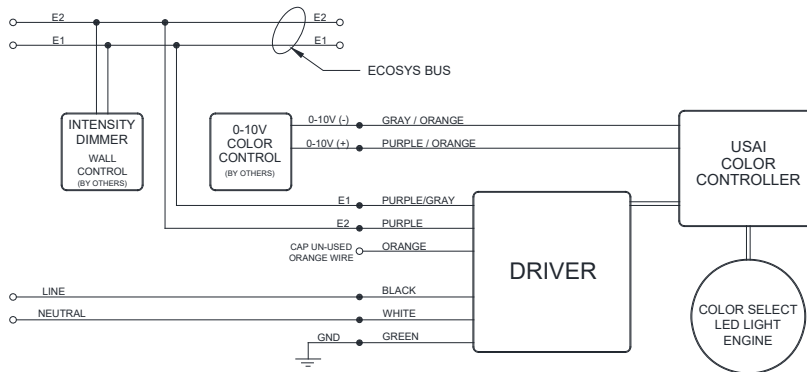 E2
E2
E1
E1
ECOSYS BUS
INTENSITY
DIMMER
WALL
CONTROL
(BY OTHERS)
0-10V
COLOR
CONTROL
(BY OTHERS)
0-10V (-)
GRAY / ORANGE
0-10V (+)
PURPLE / ORANGE
USAI
COLOR
CONTROLLER
E1
PURPLE/GRAY
E2
PURPLE
CAP UN-USED
ORANGE WIRE
ORANGE
DRIVER
LINE
BLACK
NEUTRAL
WHITE
GND
GREEN
COLOR SELECT
LED LIGHT
ENGINE